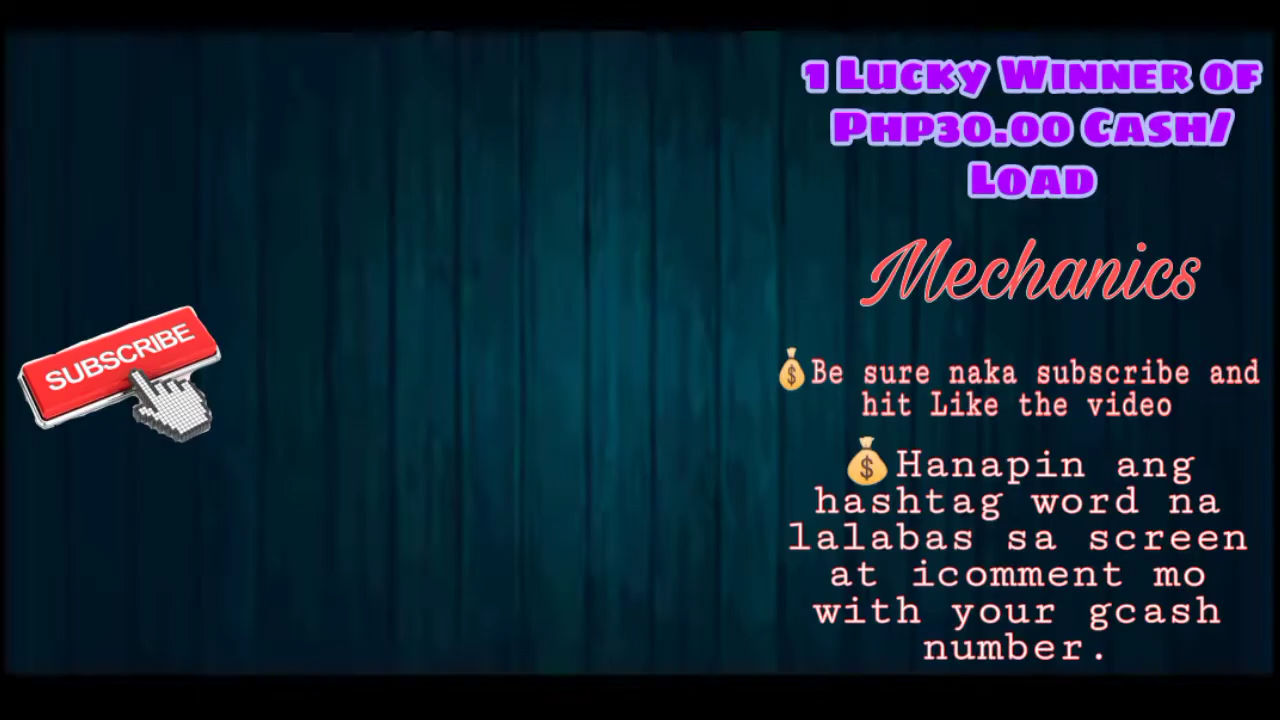 1 Lucky Winner of
Php30.00 Cash/
Load
Mechanics
SUBSCRIBE
💰Be sure naka subscribe and
hit Like the video
💰Hanapin ang
hashtag word na
lalabas sa screen
at icomment mo
with your gcash
number.